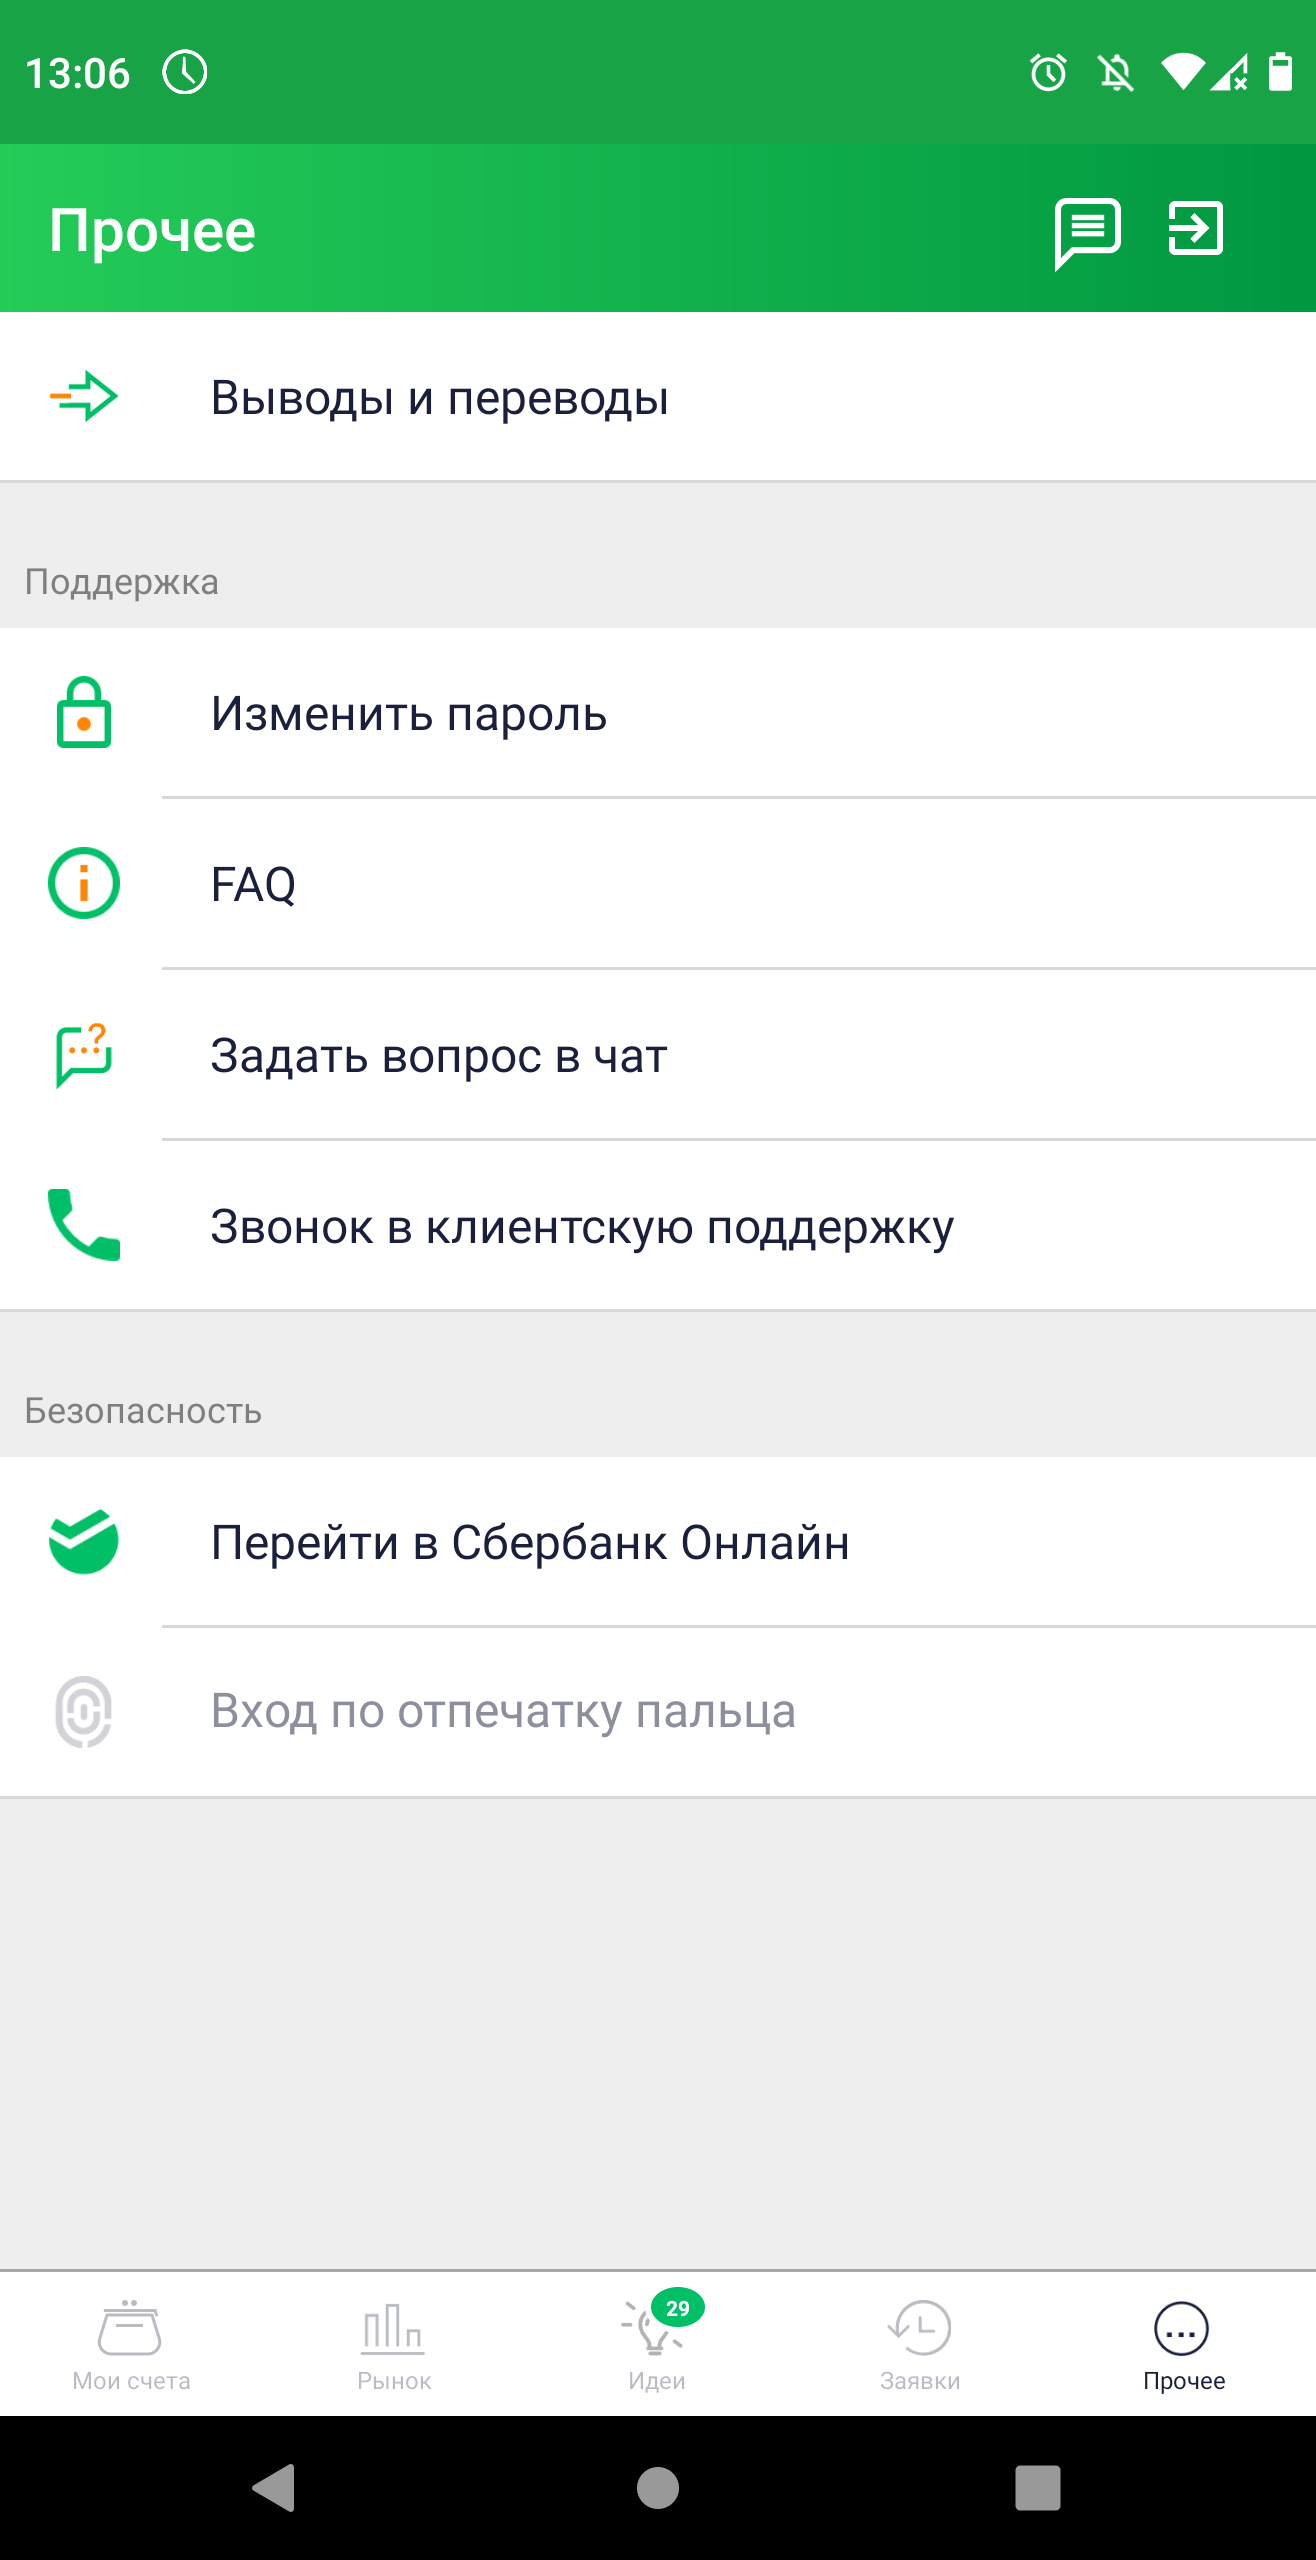 13:06
Прочее
Выводы и переводы
Поддержка
Изменить пароль
FAQ
Задать вопрос в чат
Звонок в клиентскую поддержку
Безопасность
Перейти в Сбербанк Онлайн
Вход по отпечатку пальца
29
Мои счета
Рынок
Идеи
Заявки
Прочее